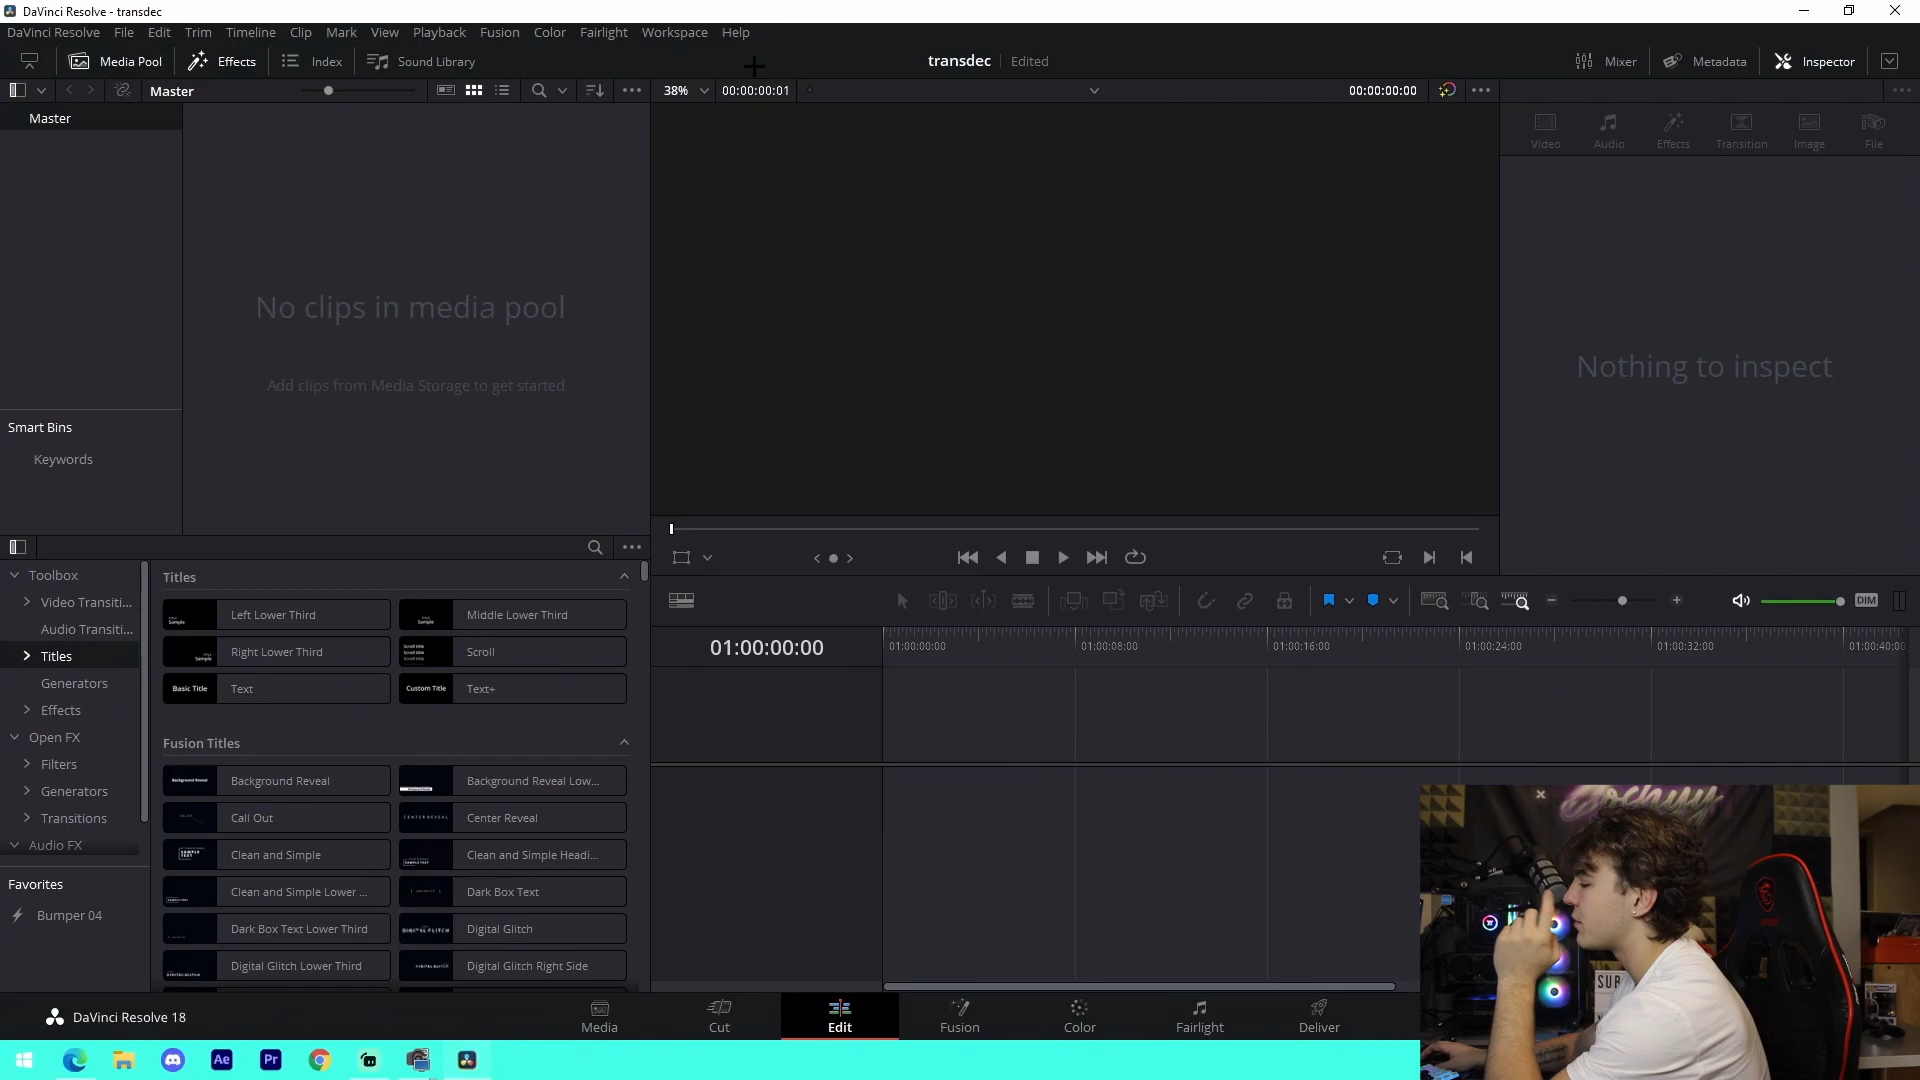 DaVinci Resolve - transdec
DaVinci Resolve File Edit Trim Timeline Clip Mark View Playback Fusion Color Fairlight Workspace Help
Media Pool Effects Index Sound Library transdec Edited Mixer Metadata Inspector
Master 38% 00:00:00:01 00:00:00:00
Master
Video Audio Effects Transition Image File
No clips in media pool
Add clips from Media Storage to get started
Nothing to inspect
Smart Bins
Keywords
Toolbox
Video Transiti...
Audio Transiti...
Titles
Generators
Effects
Open FX
Filters
Generators
Transitions
Audio FX
Favorites
Bumper 04
Titles
Left Lower Third Middle Lower Third
Right Lower Third Scroll
Basic Title Text Custom Title Text+
Fusion Titles
Background Reveal Background Reveal Low...
Call Out Center Reveal
Clean and Simple Clean and Simple Headi...
Clean and Simple Lower ... Dark Box Text
Dark Box Text Lower Third Digital Glitch
Digital Glitch Lower Third Digital Glitch Right Side
DIM
01:00:00:00
01:00:00:00 01:00:08:00 01:00:16:00 01:00:24:00 01:00:32:00 01:00:40:00
SUB
DaVinci Resolve 18
Media Cut Edit Fusion Color Fairlight Deliver
Ae Pr